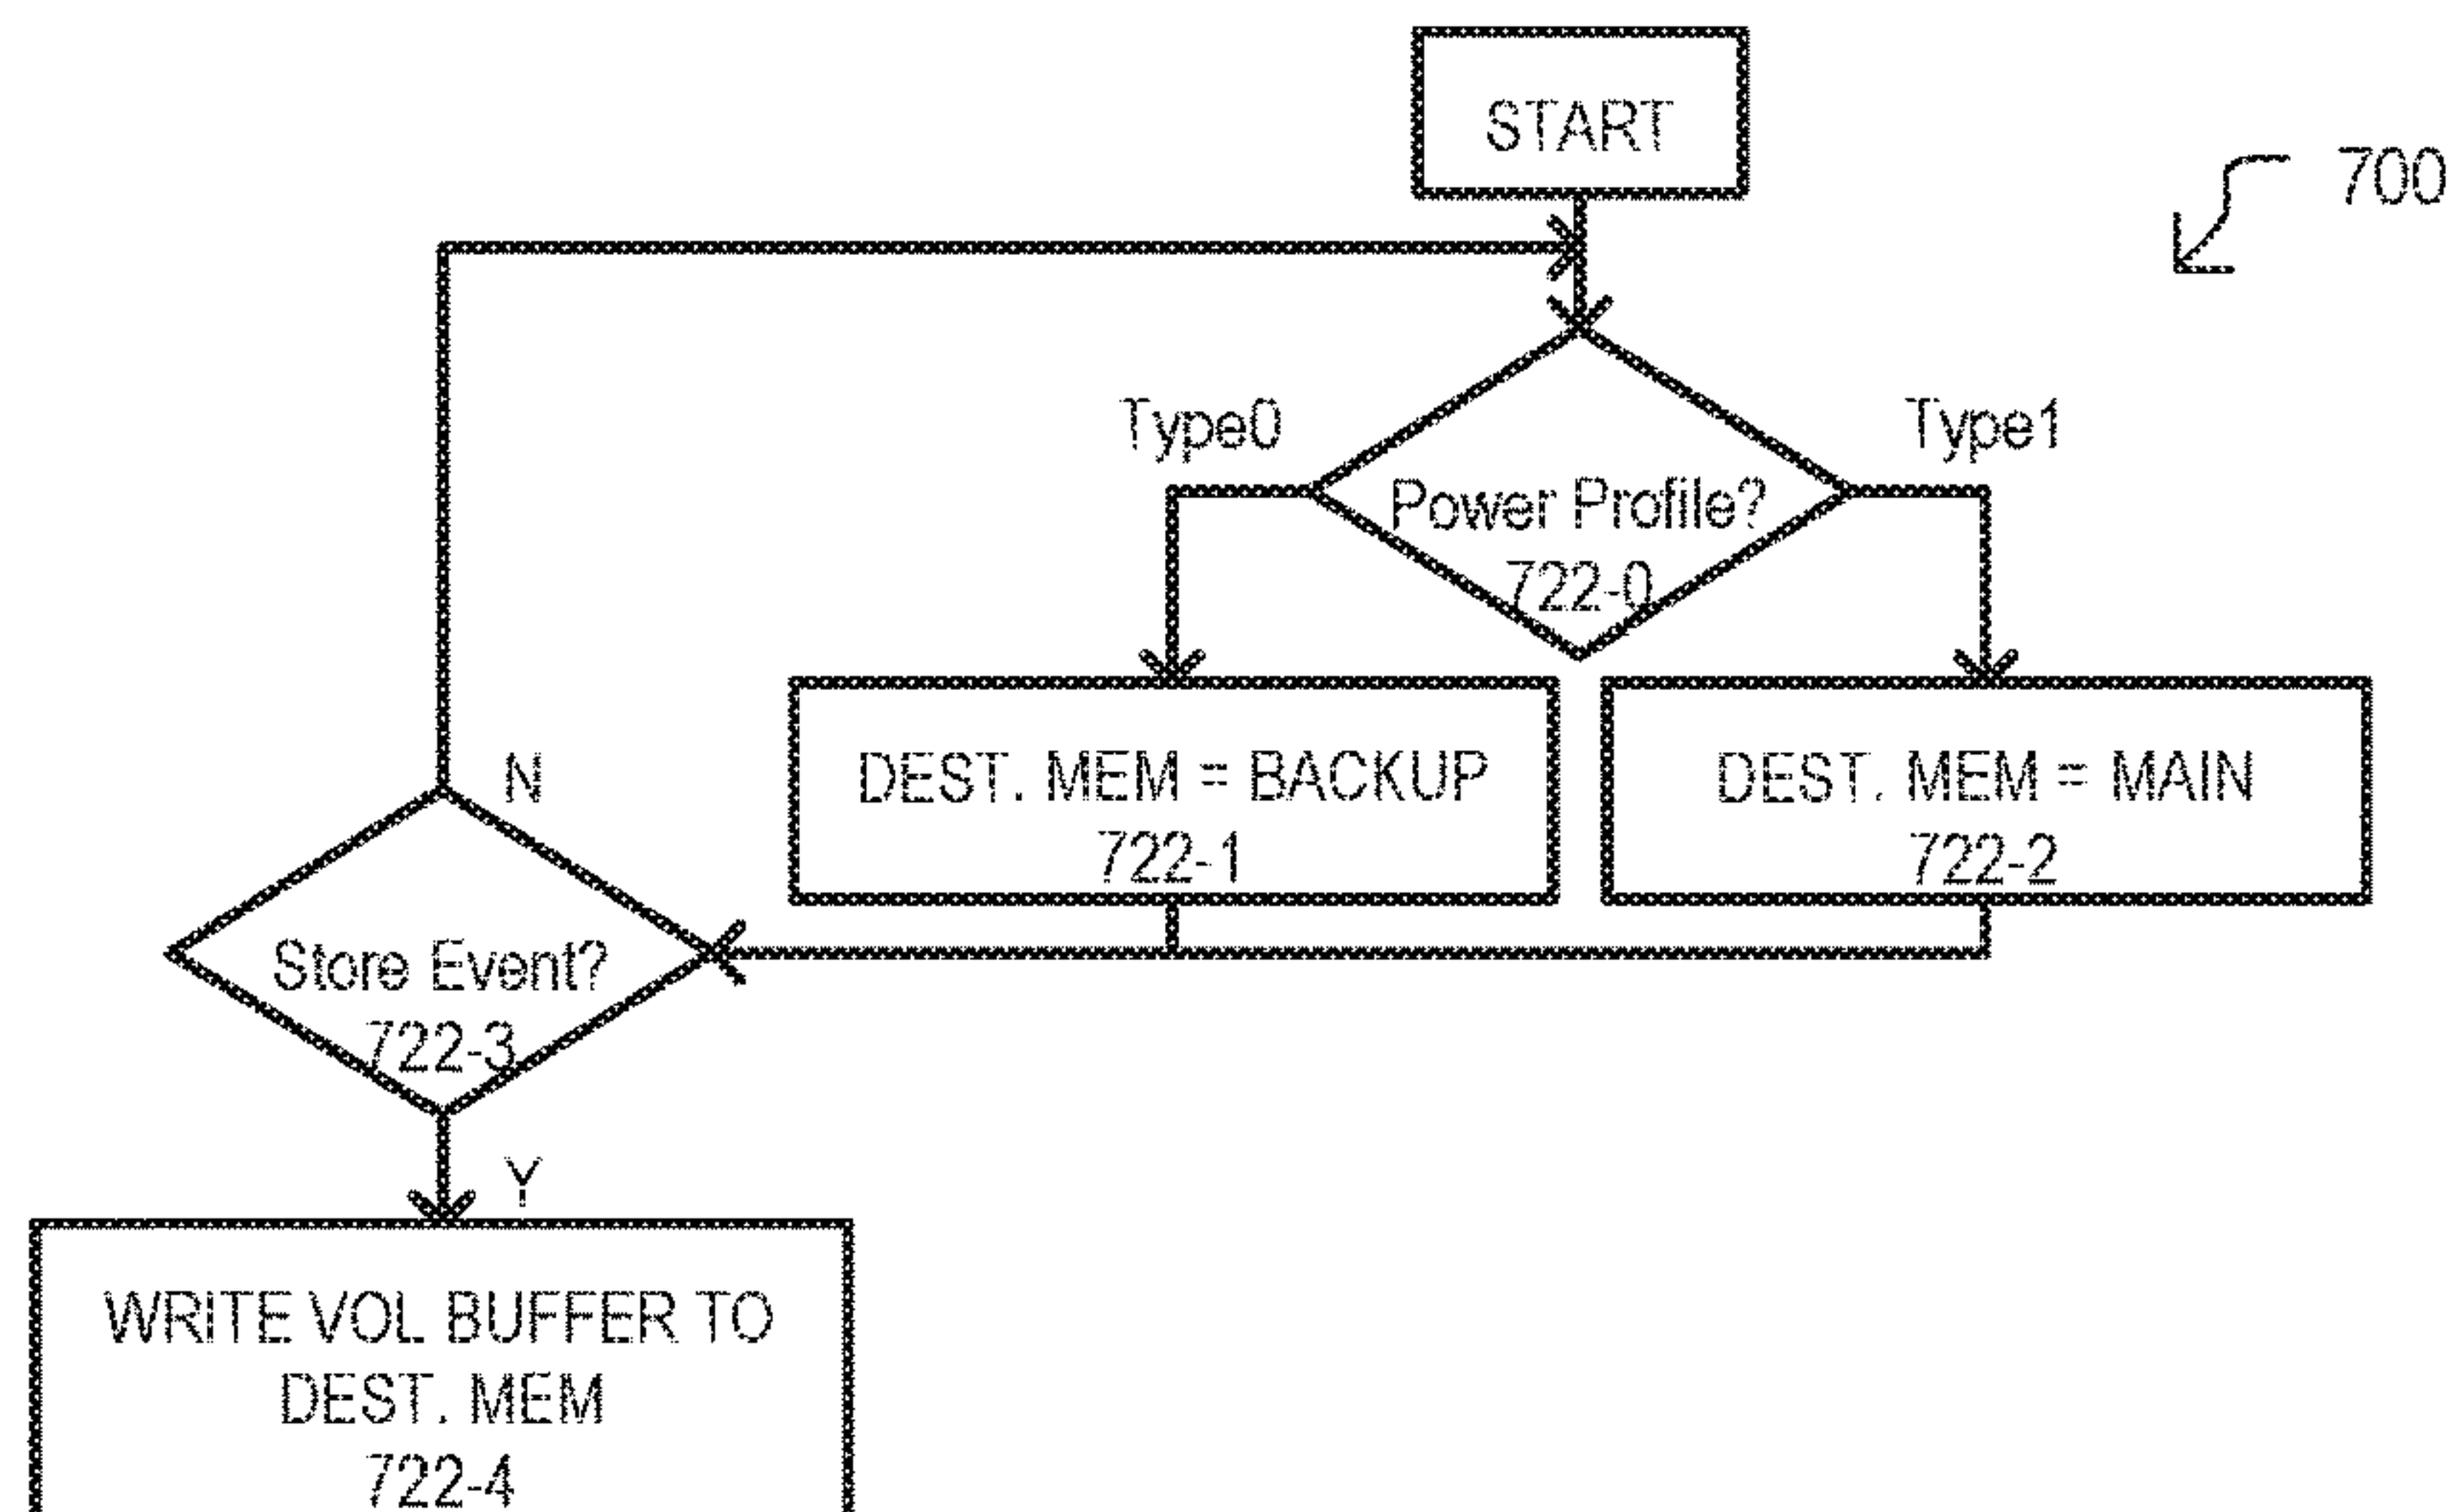 START
700
Type0
Type1
Power Profile?
722-0
DEST. MEM = BACKUP
722-1
DEST. MEM = MAIN
722-2
N
Store Event?
722-3
Y
WRITE VOL BUFFER TO
DEST. MEM
722-4